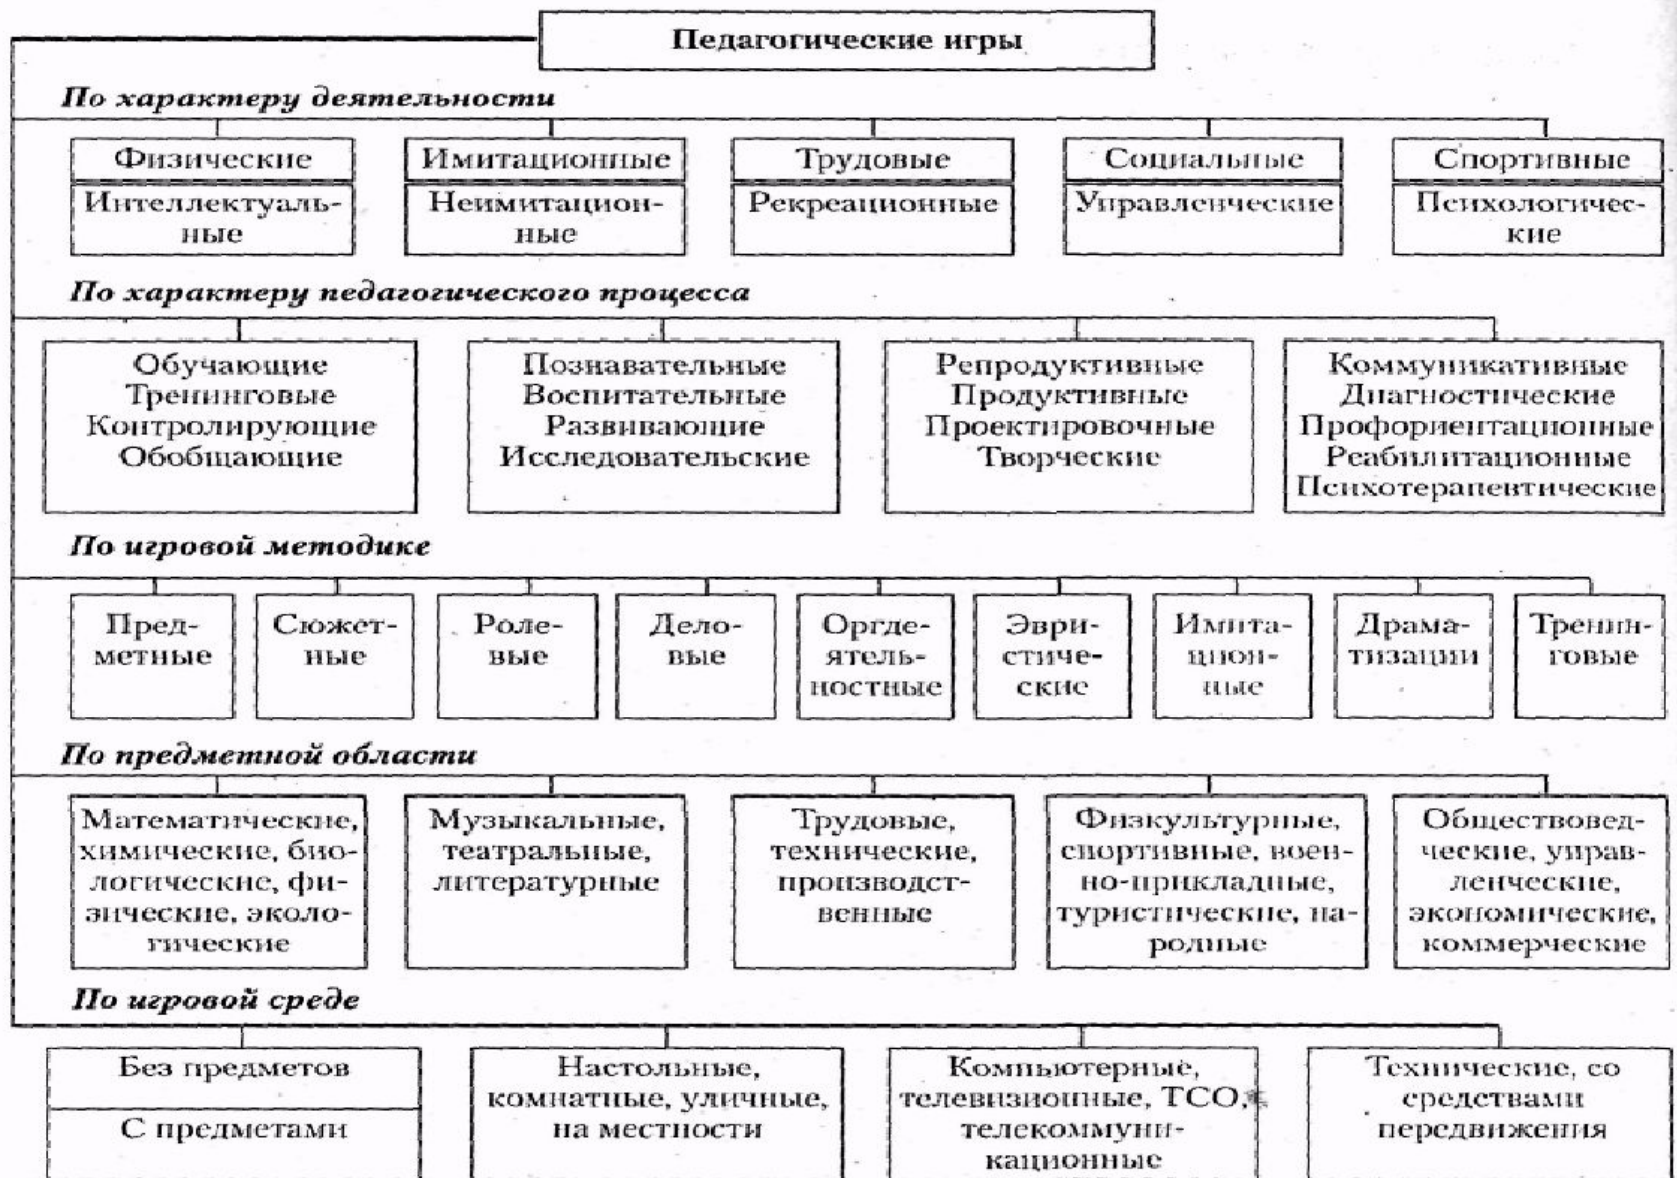 Педагогические игры
По характеру деятельности
Физические
Интеллектуаль-
ные
Имитационные
Неимитацион-
ные
Трудовые
Рекреационные
Социальные
Управленческие
Спортивные
Психологичес-
кие
По характеру педагогического процесса
Обучающие
Тренинговые
Контролирующие
Обобщающие
Познавательные
Воспитательные
Развивающие
Исследовательские
Репродуктивные
Продуктивные
Проектировочные
Творческие
Коммуникативные
Диагностические
Профориентационные
Реабилитационные
Психотерапевтические
По игровой методике
Пред-
метные
Сюжет-
ные
Роле-
вые
Дело-
вые
Оргде-
ятель-
ностные
Эври-
стиче-
ские
Имита-
цион-
ные
Драма-
тизации
Тренин-
говые
По предметной области
Математические,
химические, био-
логические, фи-
зические, эколо-
гические
Музыкальные,
театральные,
литературные
Трудовые,
технические,
производст-
венные
Физкультурные,
спортивные, воен-
но-прикладные,
туристические, на-
родные
Обществовед-
ческие, управ-
ленческие,
экономические,
коммерческие
По игровой среде
Без предметов
С предметами
Настольные,
комнатные, уличные,
на местности
Компьютерные,
телевизионные, ТСО,
телекоммуни-
кационные
Технические, со
средствами
передвижения